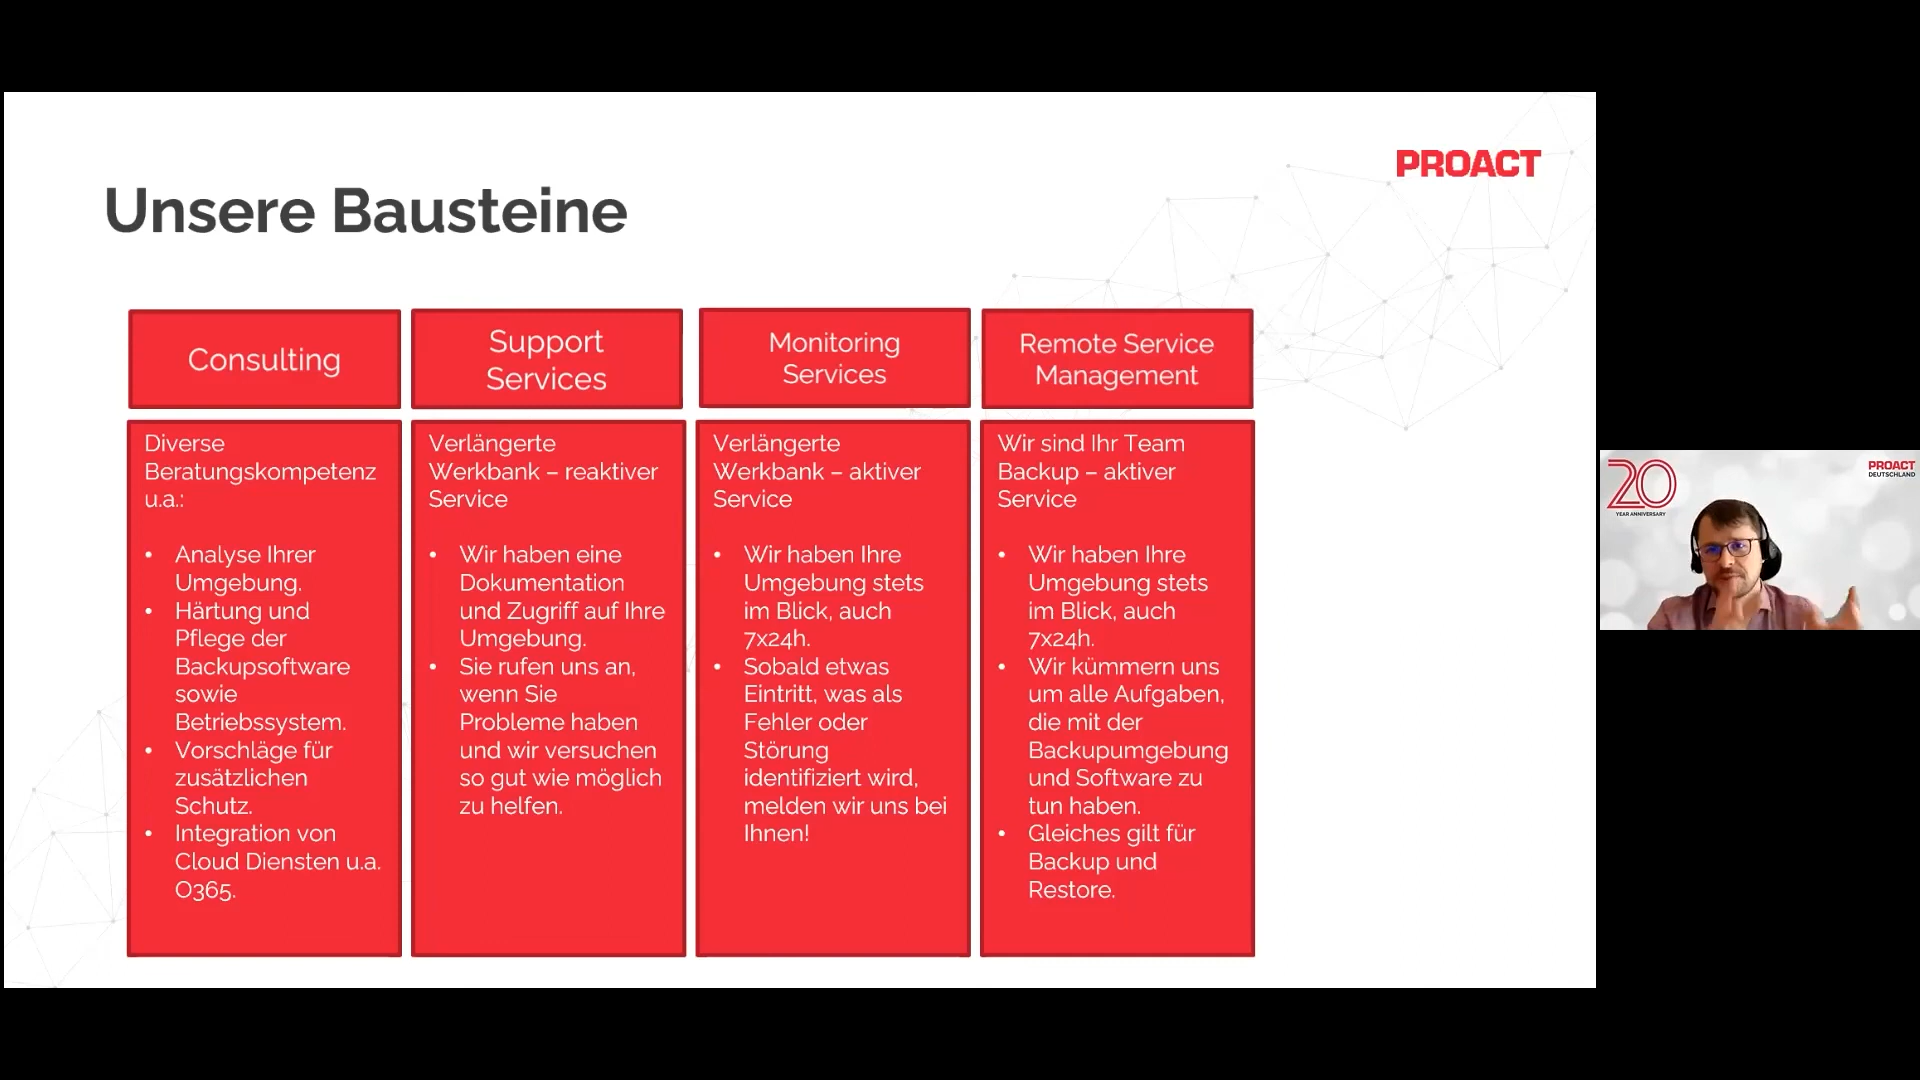 PROACT
Unsere Bausteine
Consulting
Diverse
Beratungskompetenz
u.a.:
• Analyse Ihrer
Umgebung.
• Härtung und
Pflege der
Backupsoftware
sowie
Betriebssystem.
• Vorschläge für
zusätzlichen
Schutz.
• Integration von
Cloud Diensten u.a.
O365.
Support
Services
Verlängerte
Werkbank – reaktiver
Service
• Wir haben eine
Dokumentation
und Zugriff auf Ihre
Umgebung.
• Sie rufen uns an,
wenn Sie
Probleme haben
und wir versuchen
so gut wie möglich
zu helfen.
Monitoring
Services
Verlängerte
Werkbank – aktiver
Service
• Wir haben Ihre
Umgebung stets
im Blick, auch
7x24h.
• Sobald etwas
Eintritt, was als
Fehler oder
Störung
identifiziert wird,
melden wir uns bei
Ihnen!
Remote Service
Management
Wir sind Ihr Team
Backup – aktiver
Service
• Wir haben Ihre
Umgebung stets
im Blick, auch
7x24h.
• Wir kümmern uns
um alle Aufgaben,
die mit der
Backupumgebung
und Software zu
tun haben.
• Gleiches gilt für
Backup und
Restore.
20
YEAR ANNIVERSARY
PROACT
DEUTSCHLAND